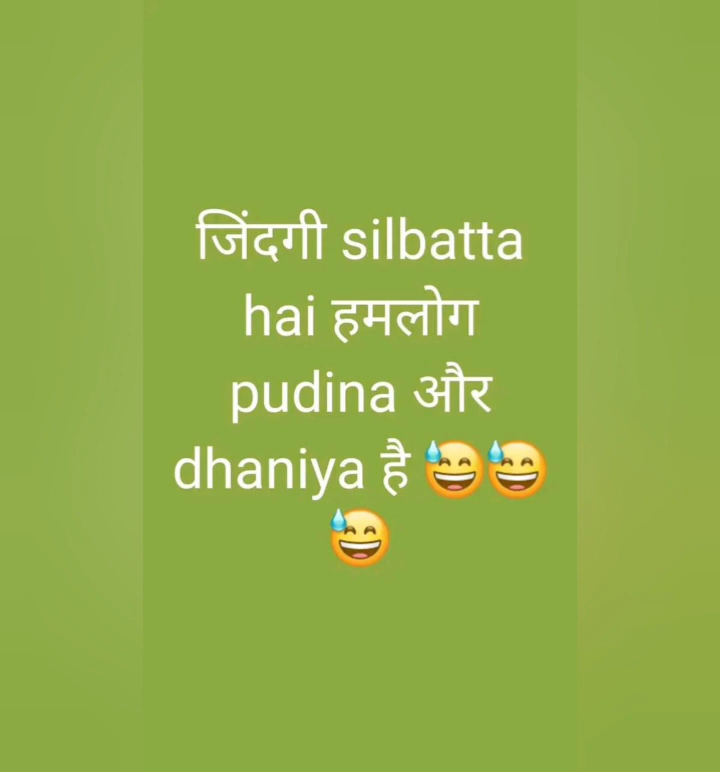 जिंदगी silbatta
hai हमलोग
pudina और
dhaniya है 😅😅
😅